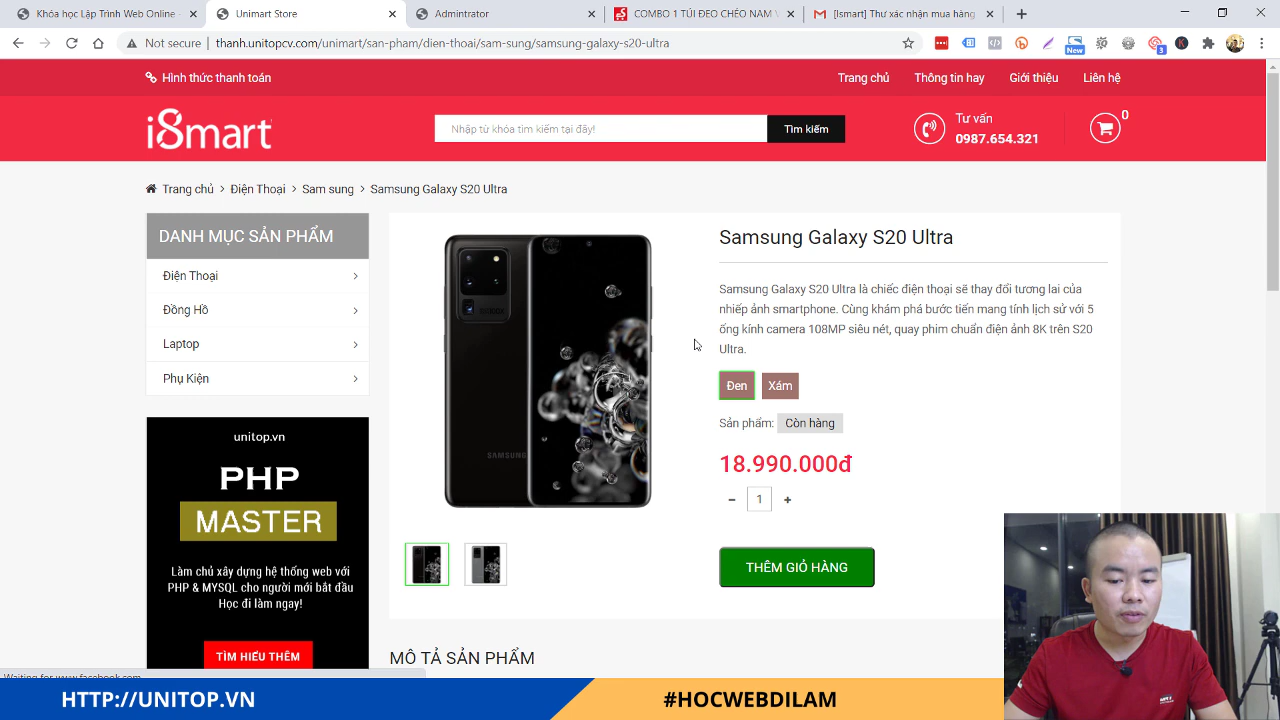 Khóa học Lập Trình Web Online
Unimart Store
Admintrator
COMBO 1 TÚI ĐEO CHÉO NAM V
[Ismart] Thư xác nhận mua hàng
Not secure | thanh.unitopcv.com/unimart/san-pham/dien-thoai/sam-sung/samsung-galaxy-s20-ultra
New
3
Hình thức thanh toán
Trang chủ
Thông tin hay
Giới thiệu
Liên hệ
iSmart
Nhập từ khóa tìm kiếm tại đây!
Tìm kiếm
Tư vấn
0987.654.321
0
Trang chủ > Điện Thoại > Sam sung > Samsung Galaxy S20 Ultra
DANH MỤC SẢN PHẨM
Điện Thoại
Đồng Hồ
Laptop
Phụ Kiện
unitop.vn
PHP
MASTER
Làm chủ xây dựng hệ thống web với
PHP & MYSQL cho người mới bắt đầu
Học đi làm ngay!
TÌM HIỂU THÊM
SAMSUNG
Samsung Galaxy S20 Ultra
Samsung Galaxy S20 Ultra là chiếc điện thoại sẽ thay đổi tương lai của
nhiếp ảnh smartphone. Cùng khám phá bước tiến mang tính lịch sử với 5
ống kính camera 108MP siêu nét, quay phim chuẩn điện ảnh 8K trên S20
Ultra.
Đen
Xám
Sản phẩm: Còn hàng
18.990.000đ
− 1 +
THÊM GIỎ HÀNG
MÔ TẢ SẢN PHẨM
Waiting for www.facebook.com
HTTP://UNITOP.VN
#HOCWEBDILAM